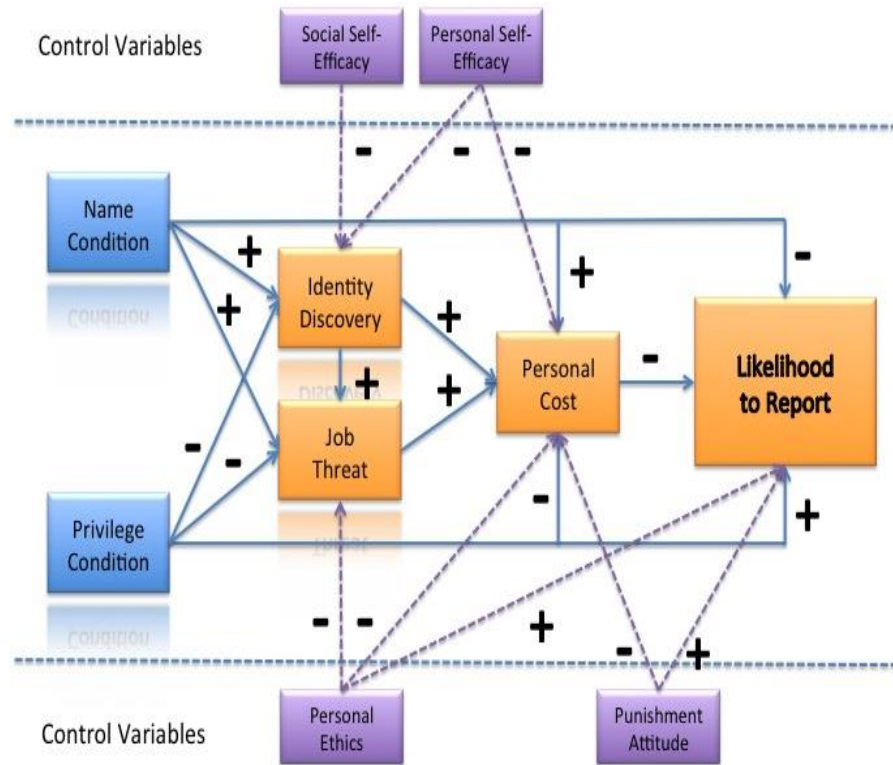 Control Variables
Social Self-
Efficacy
Personal Self-
Efficacy
-
-
-
Name
Condition
+
+
Identity
Discovery
+
+
-
+
+
Personal
Cost
-
Likelihood
to Report
Job
Threat
-
-
-
+
Privilege
Condition
-
-
+
-
+
Control Variables
Personal
Ethics
Punishment
Attitude